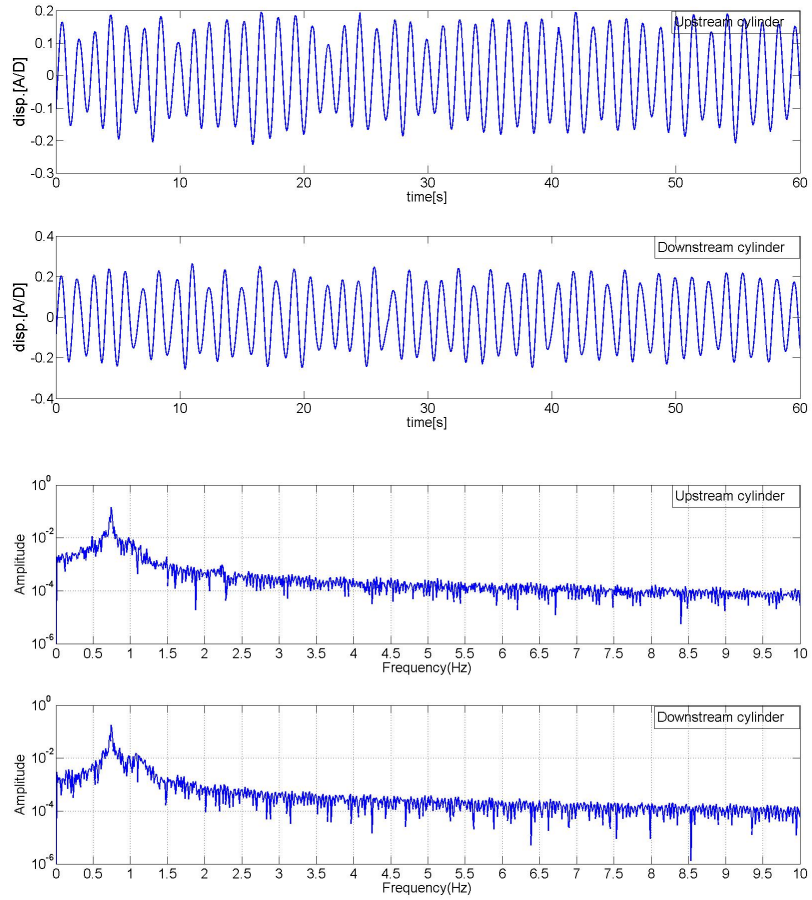 0.2
0.1
0
-0.1
-0.2
-0.3
disp.[A/D]
Upstream cylinder
0 10 20 30 40 50 60
time[s]
0.4
0.2
0
-0.2
-0.4
disp.[A/D]
Downstream cylinder
0 10 20 30 40 50 60
time[s]
10^0
10^-2
10^-4
10^-6
Amplitude
Upstream cylinder
0 0.5 1 1.5 2 2.5 3 3.5 4 4.5 5 5.5 6 6.5 7 7.5 8 8.5 9 9.5 10
Frequency(Hz)
10^0
10^-2
10^-4
10^-6
Amplitude
Downstream cylinder
0 0.5 1 1.5 2 2.5 3 3.5 4 4.5 5 5.5 6 6.5 7 7.5 8 8.5 9 9.5 10
Frequency(Hz)